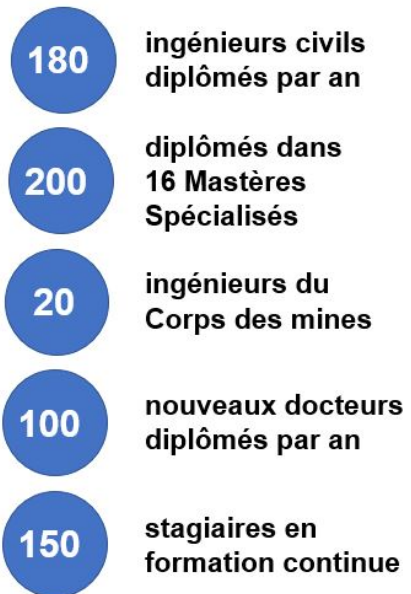 180
ingénieurs civils
diplômés par an
200
diplômés dans
16 Mastères
Spécialisés
20
ingénieurs du
Corps des mines
100
nouveaux docteurs
diplômés par an
150
stagiaires en
formation continue